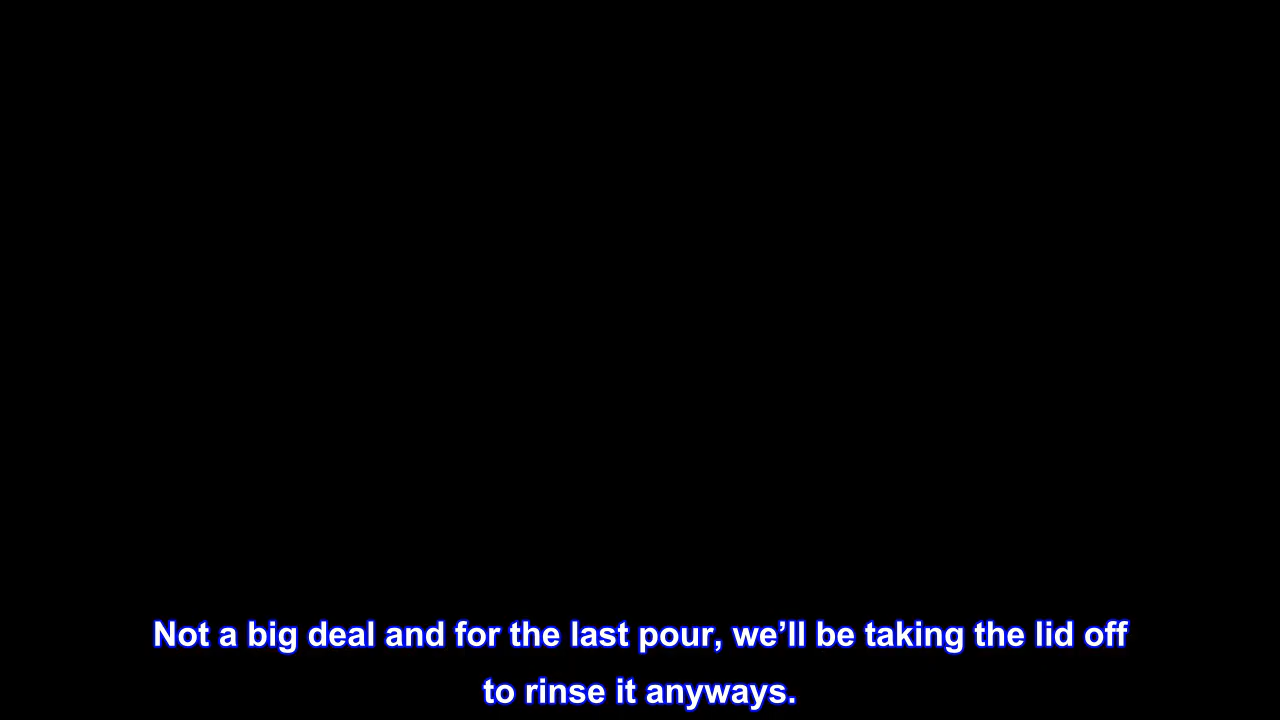 Not a big deal and for the last pour, we’ll be taking the lid off
to rinse it anyways.